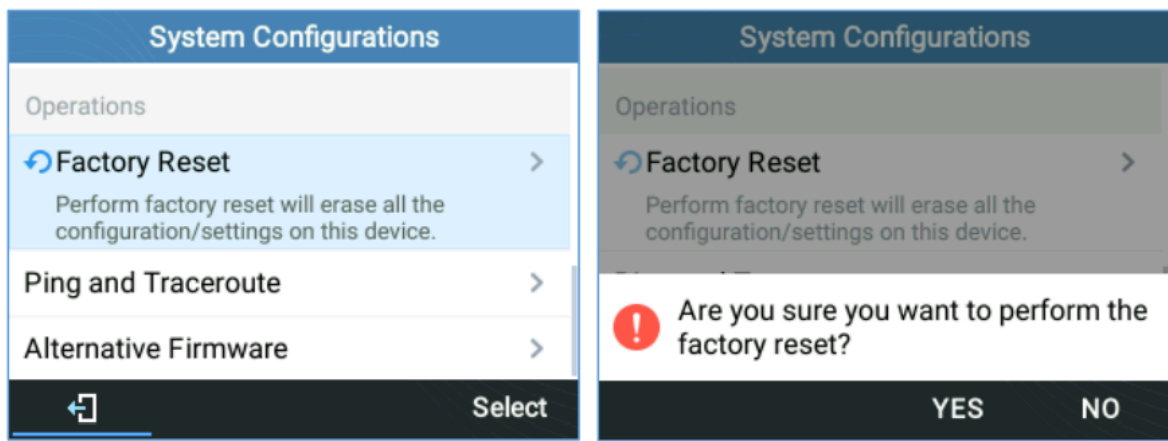 System Configurations
Operations
Factory Reset
Perform factory reset will erase all the
configuration/settings on this device.
Ping and Traceroute
Alternative Firmware
Select
System Configurations
Operations
Factory Reset
Perform factory reset will erase all the
configuration/settings on this device.
Are you sure you want to perform the
factory reset?
YES NO